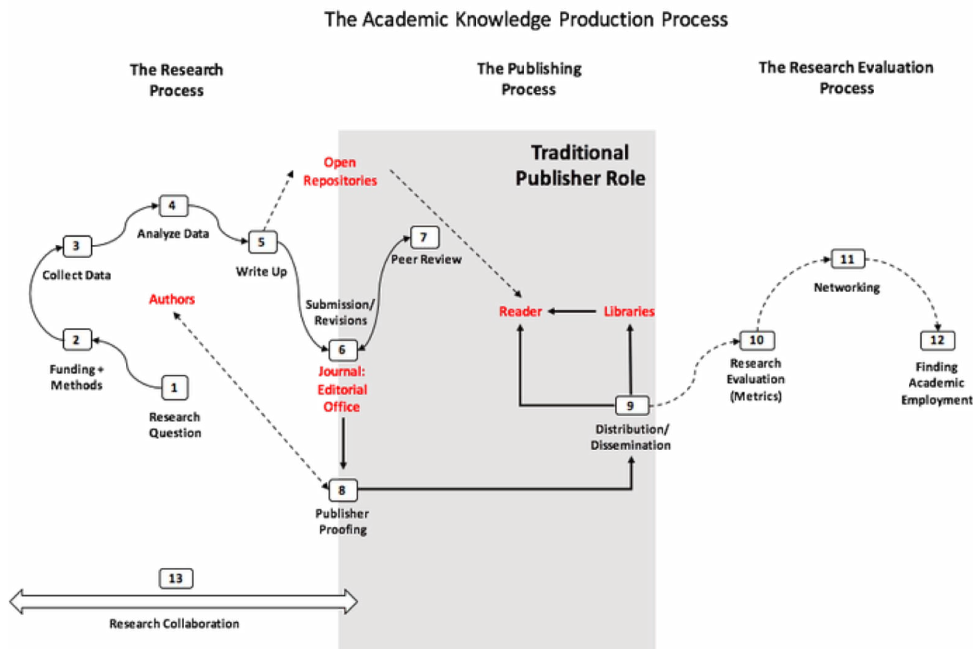 The Academic Knowledge Production Process
The Research
Process
The Publishing
Process
The Research Evaluation
Process
Traditional
Publisher Role
Open
Repositories
4
Analyze Data
5
Write Up
7
Peer Review
3
Collect Data
11
Networking
Authors
Submission/
Revisions
Reader
Libraries
2
Funding +
Methods
6
Journal:
Editorial
Office
10
Research
Evaluation
(Metrics)
12
Finding
Academic
Employment
1
Research
Question
9
Distribution/
Dissemination
8
Publisher
Proofing
13
Research Collaboration